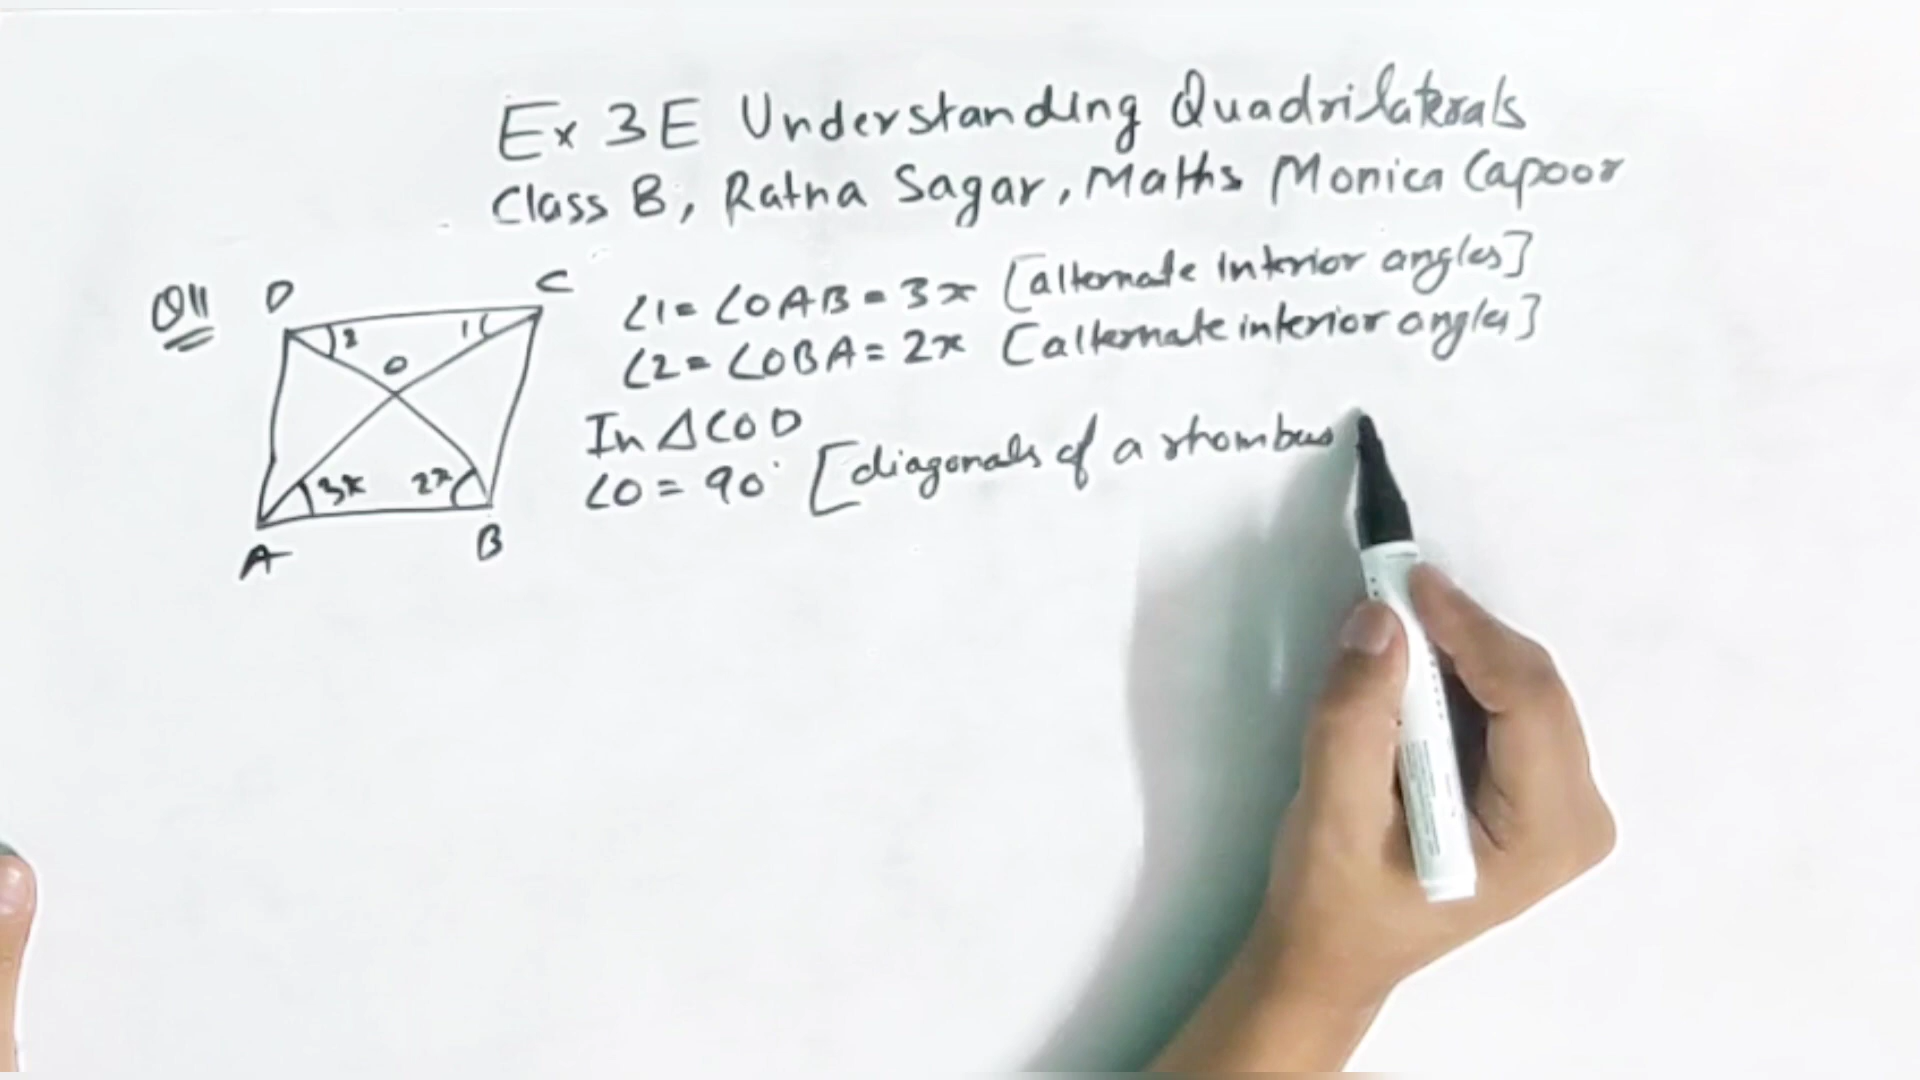 Ex 3E Understanding Quadrilaterals
Class 8, Ratna Sagar, Maths Monica Capoor
Q11
D C
2 1
O
3x 2x
A B
∠1 = ∠OAB = 3x [alternate interior angles]
∠2 = ∠OBA = 2x [alternate interior angles]
In △COD
∠O = 90° [diagonals of a rhombus